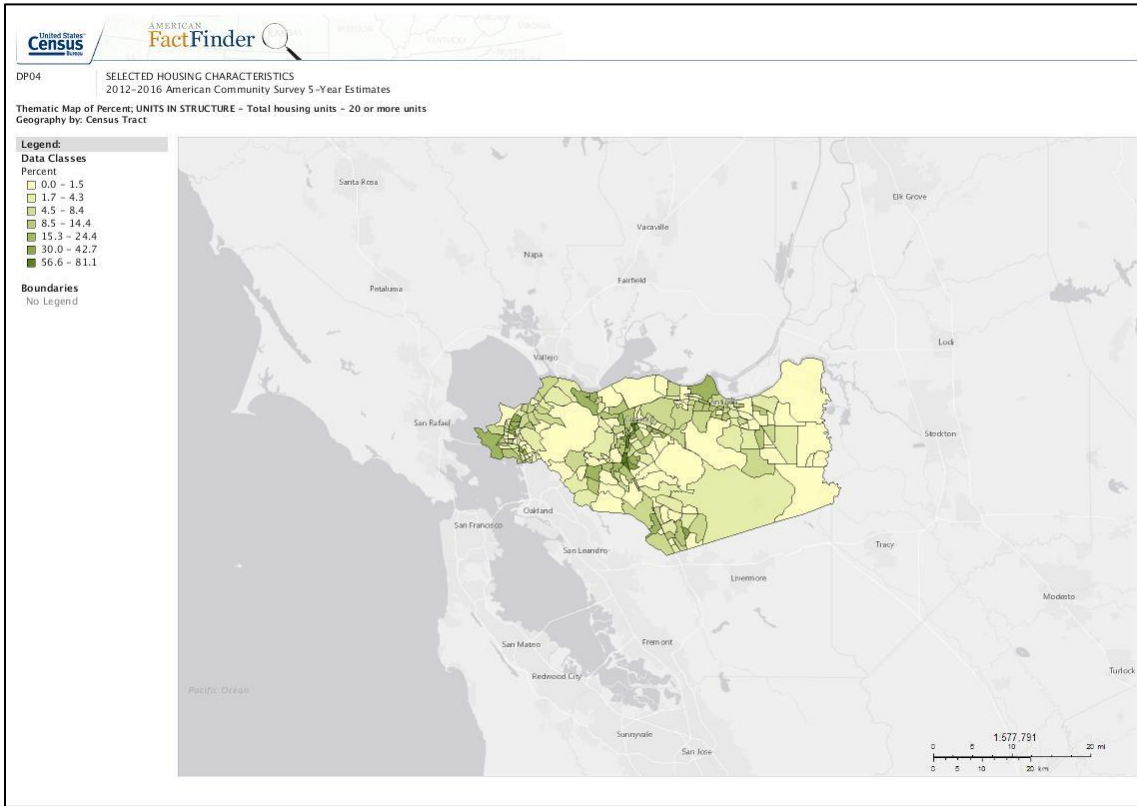 United States
Census
Bureau
AMERICAN
FactFinder
DP04
SELECTED HOUSING CHARACTERISTICS
2012-2016 American Community Survey 5-Year Estimates
Thematic Map of Percent; UNITS IN STRUCTURE - Total housing units - 20 or more units
Geography by: Census Tract
Legend:
Data Classes
Percent
0.0 - 1.5
1.7 - 4.3
4.5 - 8.4
8.5 - 14.4
15.3 - 24.4
30.0 - 42.7
56.6 - 81.1
Boundaries
No Legend
Santa Rosa
Elk Grove
Vacaville
Napa
Fairfield
Petaluma
Lodi
Vallejo
San Rafael
Stockton
Oakland
San Francisco
San Leandro
Tracy
Livermore
Modesto
San Mateo
Fremont
Redwood City
Turlock
Pacific Ocean
Sunnyvale
San Jose
1:577,791
0 5 10 20 mi
0 5 10 20 km